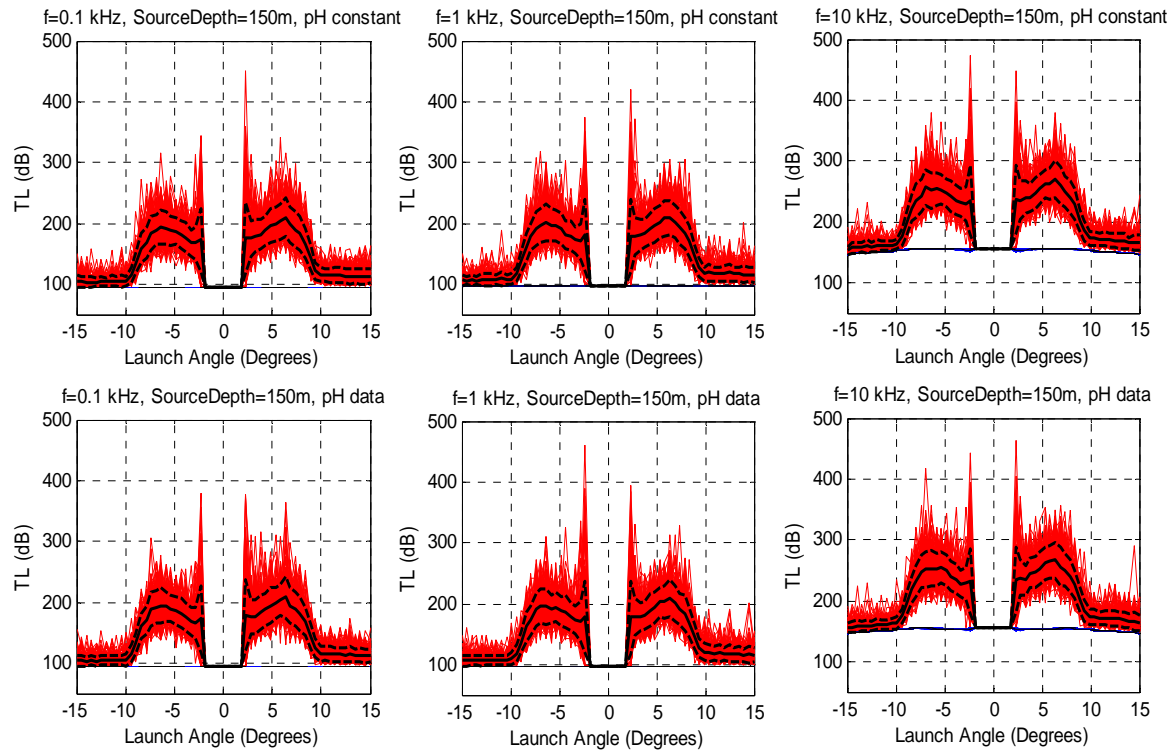 f=0.1 kHz, SourceDepth=150m, pH constant
500
400
300
200
100
TL (dB)
-15 -10 -5 0 5 10 15
Launch Angle (Degrees)
f=1 kHz, SourceDepth=150m, pH constant
500
400
300
200
100
TL (dB)
-15 -10 -5 0 5 10 15
Launch Angle (Degrees)
f=10 kHz, SourceDepth=150m, pH constant
500
400
300
200
100
TL (dB)
-15 -10 -5 0 5 10 15
Launch Angle (Degrees)
f=0.1 kHz, SourceDepth=150m, pH data
500
400
300
200
100
TL (dB)
-15 -10 -5 0 5 10 15
Launch Angle (Degrees)
f=1 kHz, SourceDepth=150m, pH data
500
400
300
200
100
TL (dB)
-15 -10 -5 0 5 10 15
Launch Angle (Degrees)
f=10 kHz, SourceDepth=150m, pH data
500
400
300
200
100
TL (dB)
-15 -10 -5 0 5 10 15
Launch Angle (Degrees)